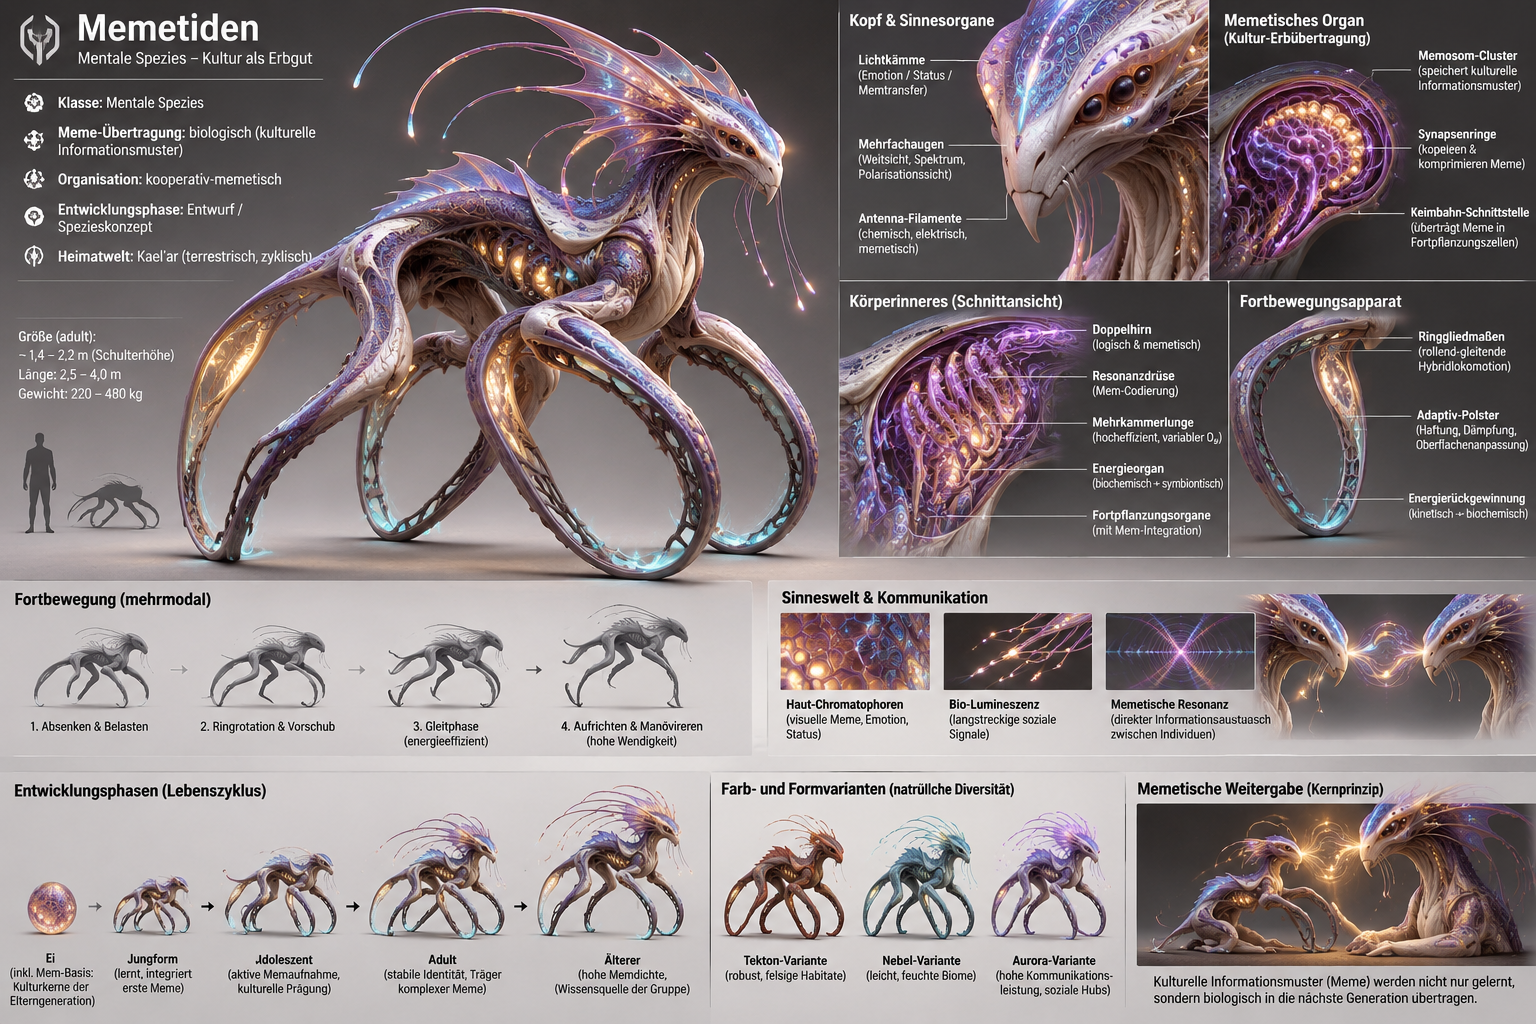 Memetiden
Mentale Spezies – Kultur als Erbgut
Klasse: Mentale Spezies
Meme-Übertragung: biologisch (kulturelle
Informationsmuster)
Organisation: kooperativ-memetisch
Entwicklungsphase: Entwurf /
Spezieskonzept
Heimatwelt: Kael'ar (terrestrisch, zyklisch)
Größe (adult):
~ 1,4 – 2,2 m (Schulterhöhe)
Länge: 2,5 – 4,0 m
Gewicht: 220 – 480 kg
Kopf & Sinnesorgane
Lichtkämme
(Emotion / Status /
Memtransfer)
Mehrfachaugen
(Weitsicht, Spektrum,
Polarisationssicht)
Antenna-Filamente
(chemisch, elektrisch,
memetisch)
Memetisches Organ
(Kultur-Erbübertragung)
Memosom-Cluster
(speichert kulturelle
Informationsmuster)
Synapsenringe
(kopeleen &
komprimieren Meme)
Keimbahn-Schnittstelle
(überträgt Meme in
Fortpflanzungszellen)
Körperinneres (Schnittansicht)
Doppelhirn
(logisch & memetisch)
Resonanzdrüse
(Mem-Codierung)
Mehrkammerlunge
(hocheffizient, variabler O₂)
Energieorgan
(biochemisch + symbiontisch)
Fortpflanzungsorgane
(mit Mem-Integration)
Fortbewegungsapparat
Ringgliedmaßen
(rollend-gleitende
Hybridlokomotion)
Adaptiv-Polster
(Haftung, Dämpfung,
Oberflächenanpassung)
Energierückgewinnung
(kinetisch → biochemisch)
Fortbewegung (mehrmodal)
1. Absenken & Belasten
2. Ringrotation & Vorschub
3. Gleitphase
(energieeffizient)
4. Aufrichten & Manövrieren
(hohe Wendigkeit)
Sinneswelt & Kommunikation
Haut-Chromatophoren
(visuelle Meme, Emotion,
Status)
Bio-Lumineszenz
(langstreckige soziale
Signale)
Memetische Resonanz
(direkter Informationsaustuasch
zwischen Individuen)
Entwicklungsphasen (Lebenszyklus)
Ei
(inkl. Mem-Basis:
Kulturkerne der
Elterngeneration)
Jungform
(lernt, integriert
erste Meme)
Jdoleszent
(aktive Memaufnahme,
kulturelle Prägung)
Adult
(stabile Identität, Träger
komplexer Meme)
Älterer
(hohe Memdichte,
Wissensquelle der Gruppe)
Farb- und Formvarianten (natrüllche Diversität)
Tekton-Variante
(robust, felsige Habitate)
Nebel-Variante
(leicht, feuchte Biome)
Aurora-Variante
(hohe Kommunikations-
leistung, soziale Hubs)
Memetische Weitergabe (Kernprinzip)
Kulturelle Informationsmuster (Meme) werden nicht nur gelernt,
sondern biologisch in die nächste Generation übertragen.